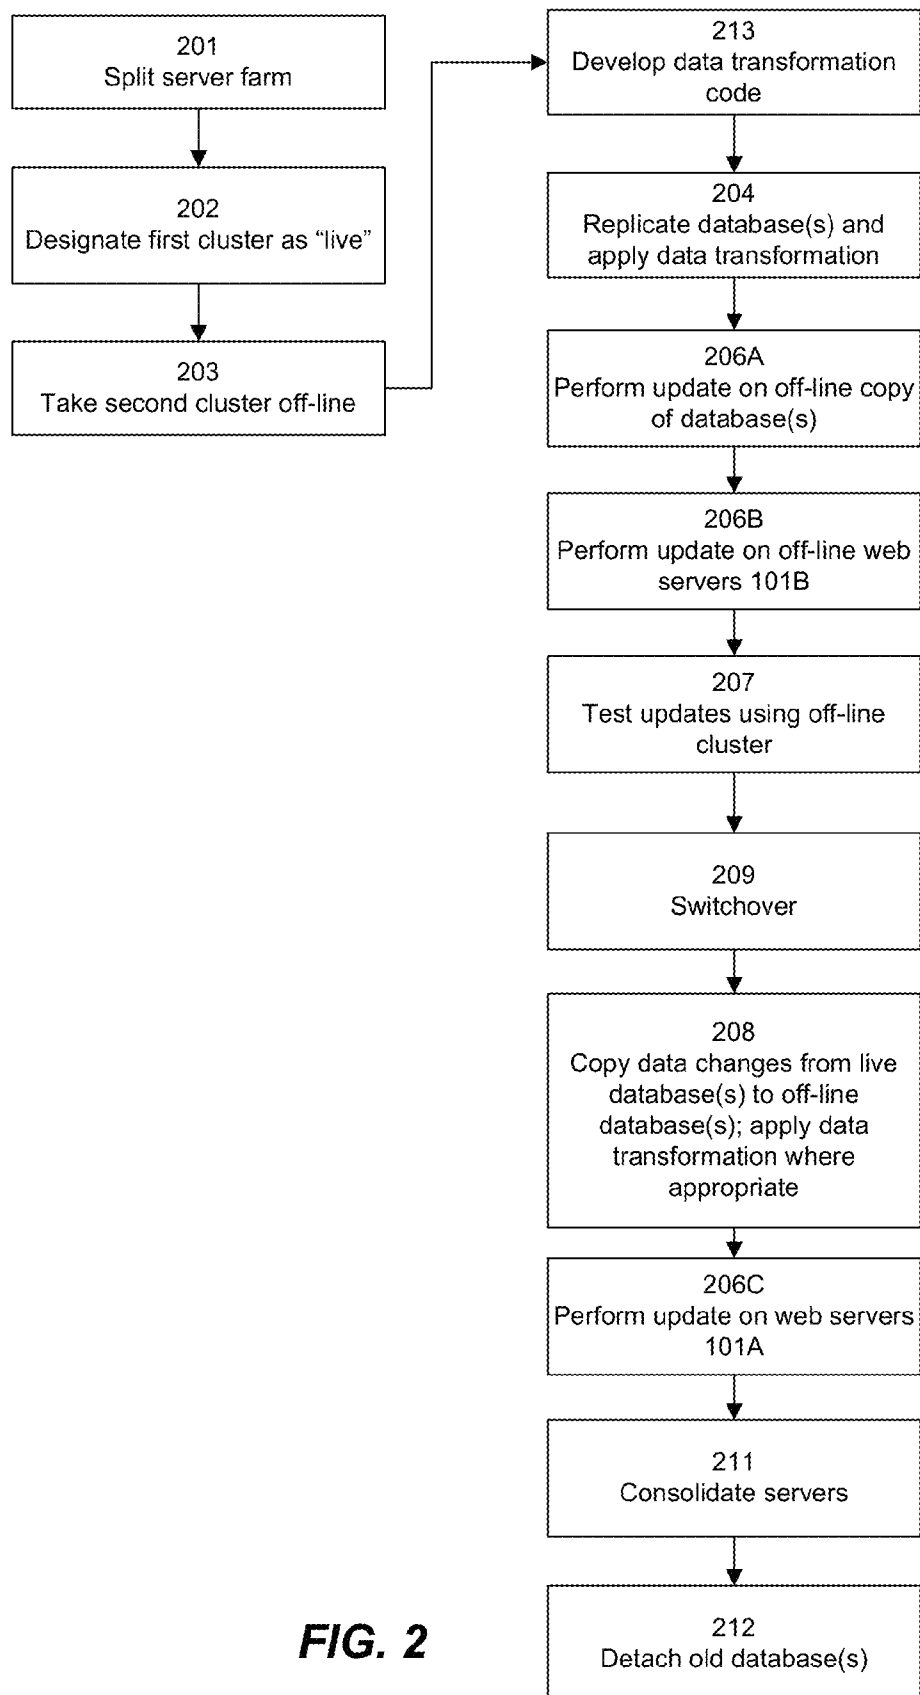 201
Split server farm
202
Designate first cluster as “live”
203
Take second cluster off-line
213
Develop data transformation
code
204
Replicate database(s) and
apply data transformation
206A
Perform update on off-line copy
of database(s)
206B
Perform update on off-line web
servers 101B
207
Test updates using off-line
cluster
209
Switchover
208
Copy data changes from live
database(s) to off-line
database(s); apply data
transformation where
appropriate
206C
Perform update on web servers
101A
211
Consolidate servers
212
Detach old database(s)
FIG. 2